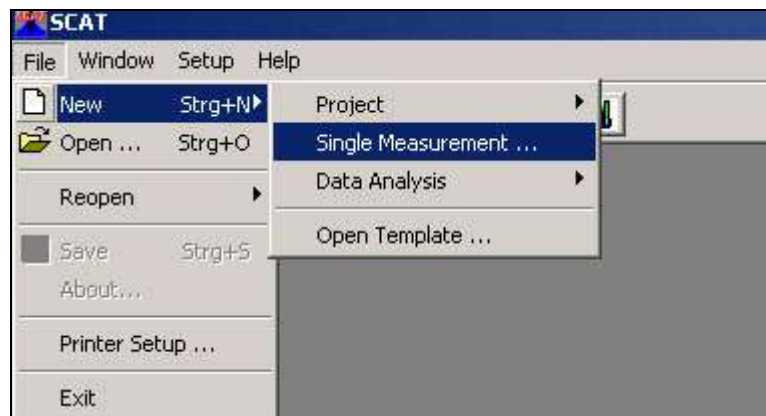 SCAT
File Window Setup Help
New Strg+N
Open ... Strg+O
Reopen
Save Strg+S
About...
Printer Setup ...
Exit
Project
Single Measurement ...
Data Analysis
Open Template ...